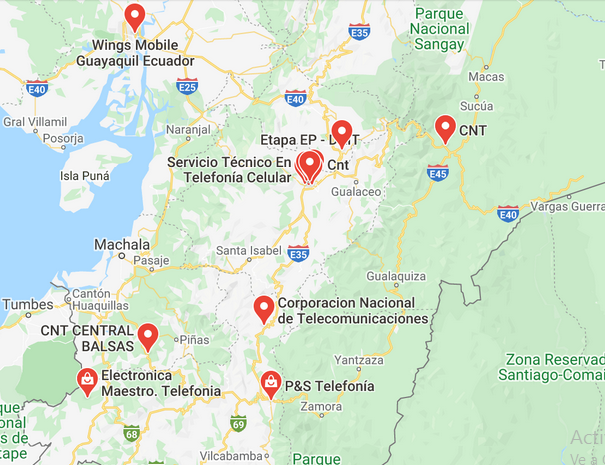 Parque
Nacional
Sangay
E35
Wings Mobile
Guayaquil Ecuador
E40
E25
E40
Macas
Sucúa
Gral Villamil
Posorja
Naranjal
Etapa EP -
CNT
Servicio Técnico En
Telefonía Celular
Cnt
Isla Puná
Gualaceo
E45
E40
Vargas Guerra
Machala
Pasaje
Santa Isabel
E35
Gualaquiza
Tumbes
Cantón
Huaquillas
Corporacion Nacional
de Telecomunicaciones
CNT CENTRAL
BALSAS
Piñas
Electronica
Maestro. Telefonia
P&S Telefonía
Yantzaza
Zamora
Zona Reservad
Santiago-Comai
que
nal
s de
tape
68
69
Vilcabamba
Parque
Acti
Ve a C